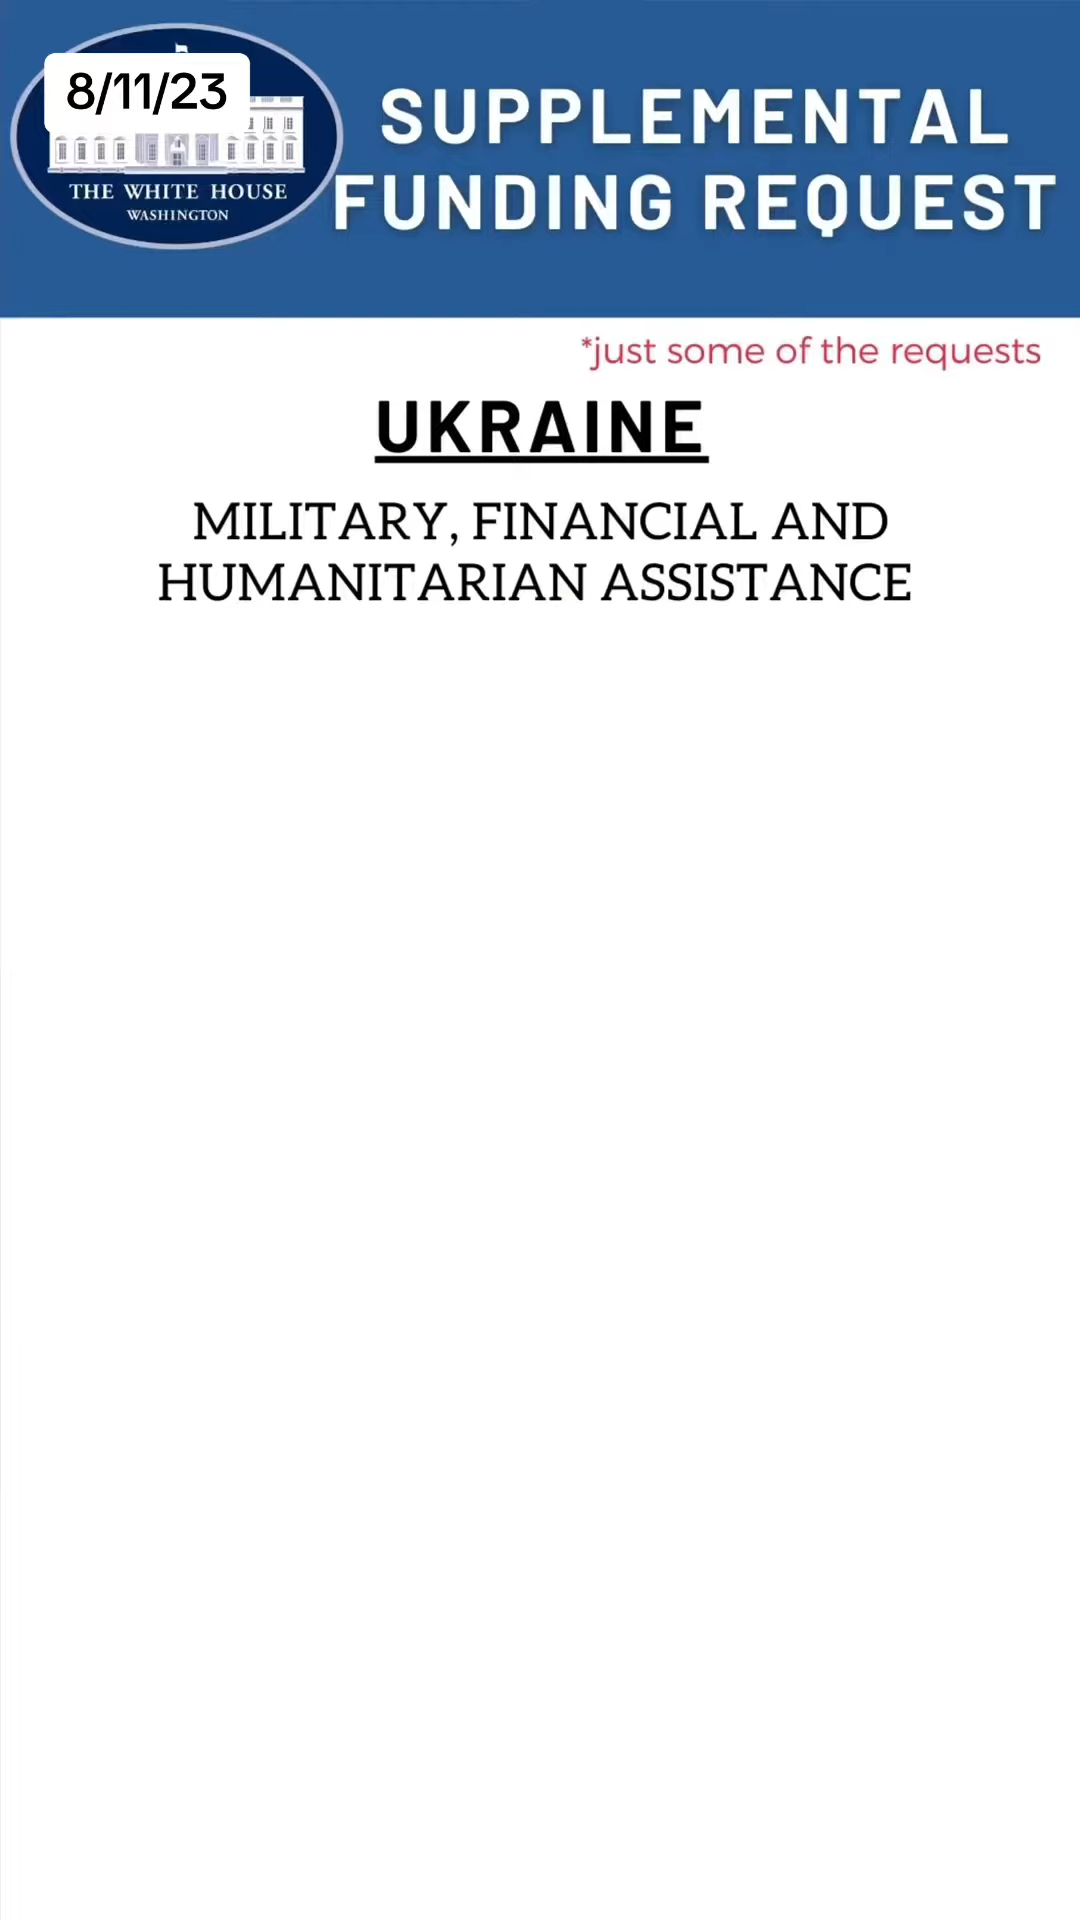 8/11/23
THE WHITE HOUSE
WASHINGTON
SUPPLEMENTAL
FUNDING REQUEST
*just some of the requests
UKRAINE
MILITARY, FINANCIAL AND
HUMANITARIAN ASSISTANCE